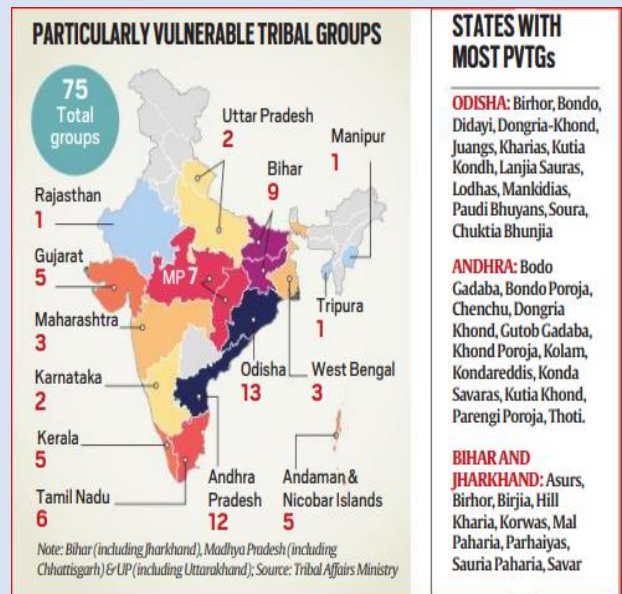 PARTICULARLY VULNERABLE TRIBAL GROUPS
75
Total
groups
Uttar Pradesh
2
Manipur
1
Bihar
9
Rajasthan
1
Gujarat
5
MP 7
Maharashtra
3
Tripura
1
Karnataka
2
Odisha
13
West Bengal
3
Kerala
5
Tamil Nadu
6
Andhra
Pradesh
12
Andaman &
Nicobar Islands
5
Note: Bihar (including Jharkhand), Madhya Pradesh (including
Chhattisgarh) & UP (including Uttarakhand); Source: Tribal Affairs Ministry
STATES WITH
MOST PVTGs
ODISHA: Birhor, Bondo,
Didayi, Dongria-Khond,
Juangs, Kharias, Kutia
Kondh, Lanjia Sauras,
Lodhas, Mankidias,
Paudi Bhuyans, Soura,
Chuktia Bhunjia
ANDHRA: Bodo
Gadaba, Bondo Poroja,
Chenchu, Dongria
Khond, Gutob Gadaba,
Khond Poroja, Kolam,
Kondareddis, Konda
Savaras, Kutia Khond,
Parengi Poroja, Thoti.
BIHAR AND
JHARKHAND: Asurs,
Birhor, Birjia, Hill
Kharia, Korwas, Mal
Paharia, Parhaiyas,
Sauria Paharia, Savar